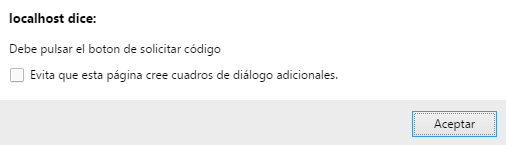 localhost dice:
Debe pulsar el boton de solicitar código
Evita que esta página cree cuadros de diálogo adicionales.
Aceptar